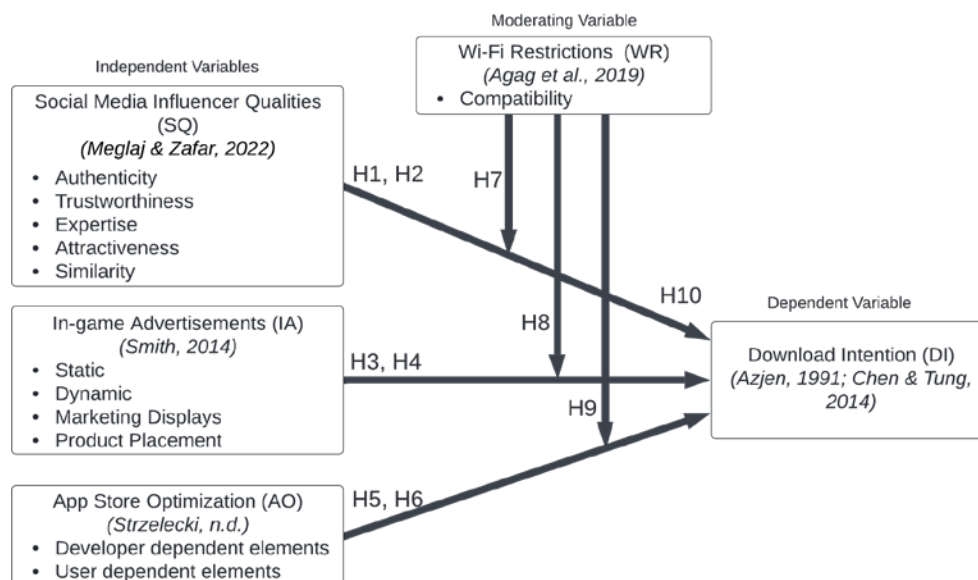 Moderating Variable
Wi-Fi Restrictions (WR)
(Agag et al., 2019)
• Compatibility
Independent Variables
Social Media Influencer Qualities
(SQ)
(Meglaj & Zafar, 2022)
• Authenticity
• Trustworthiness
• Expertise
• Attractiveness
• Similarity
H1, H2
H7
H10
In-game Advertisements (IA)
(Smith, 2014)
• Static
• Dynamic
• Marketing Displays
• Product Placement
H3, H4
H8
H9
Dependent Variable
Download Intention (DI)
(Azjen, 1991; Chen & Tung,
2014)
App Store Optimization (AO)
(Strzelecki, n.d.)
• Developer dependent elements
• User dependent elements
H5, H6